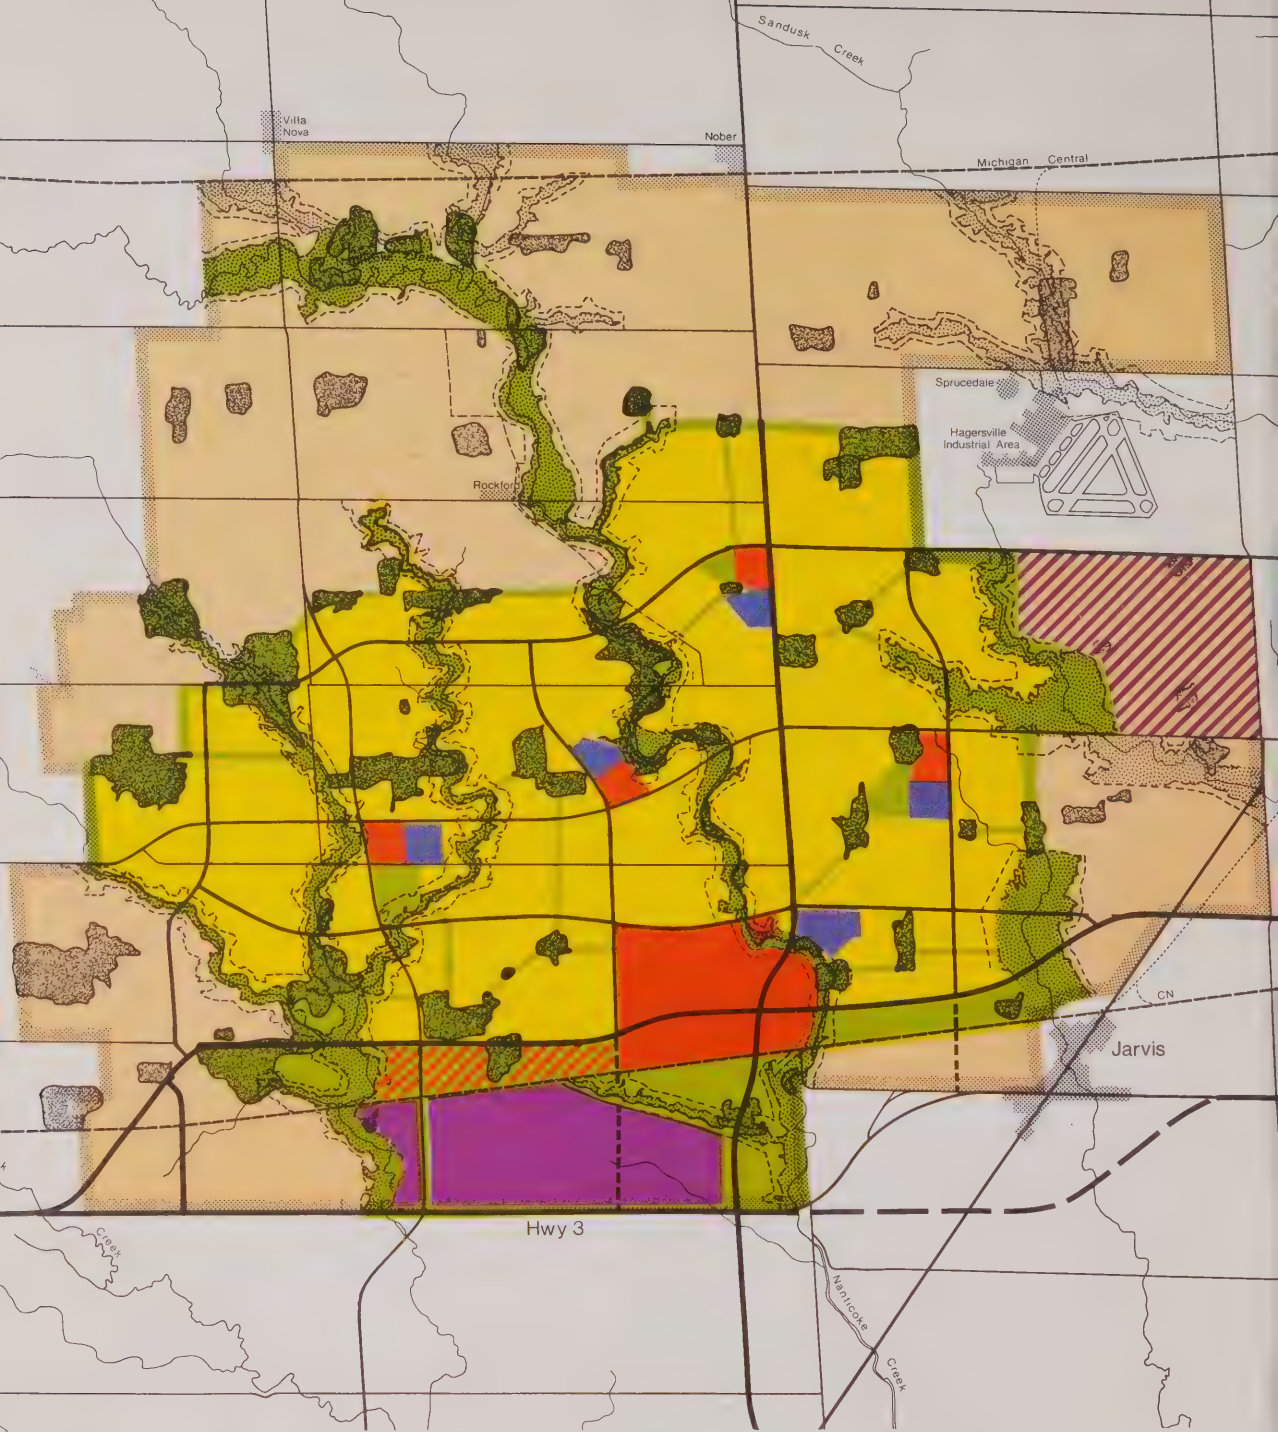 Sandusk
Creek
Villa
Nova
Nober
Michigan Central
Sprucedale
Hagersville
Industrial Area
Rockford
CN
Jarvis
Hwy 3
Creek
Nanticoke
Creek